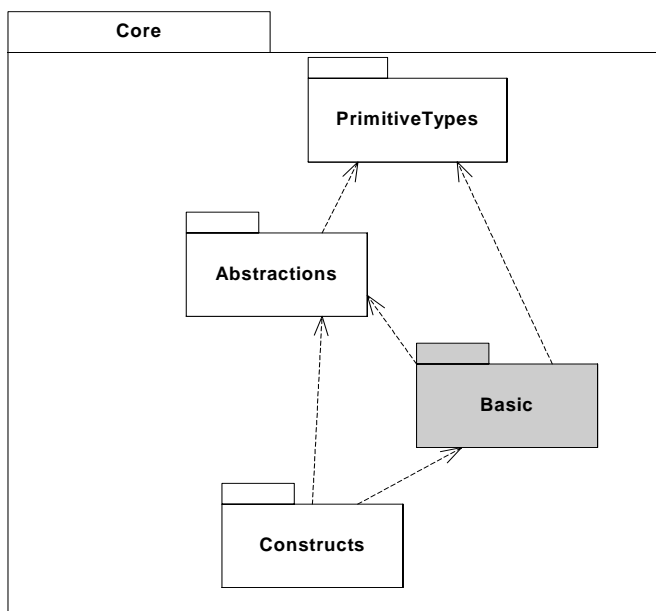 Core
PrimitiveTypes
Abstractions
Basic
Constructs